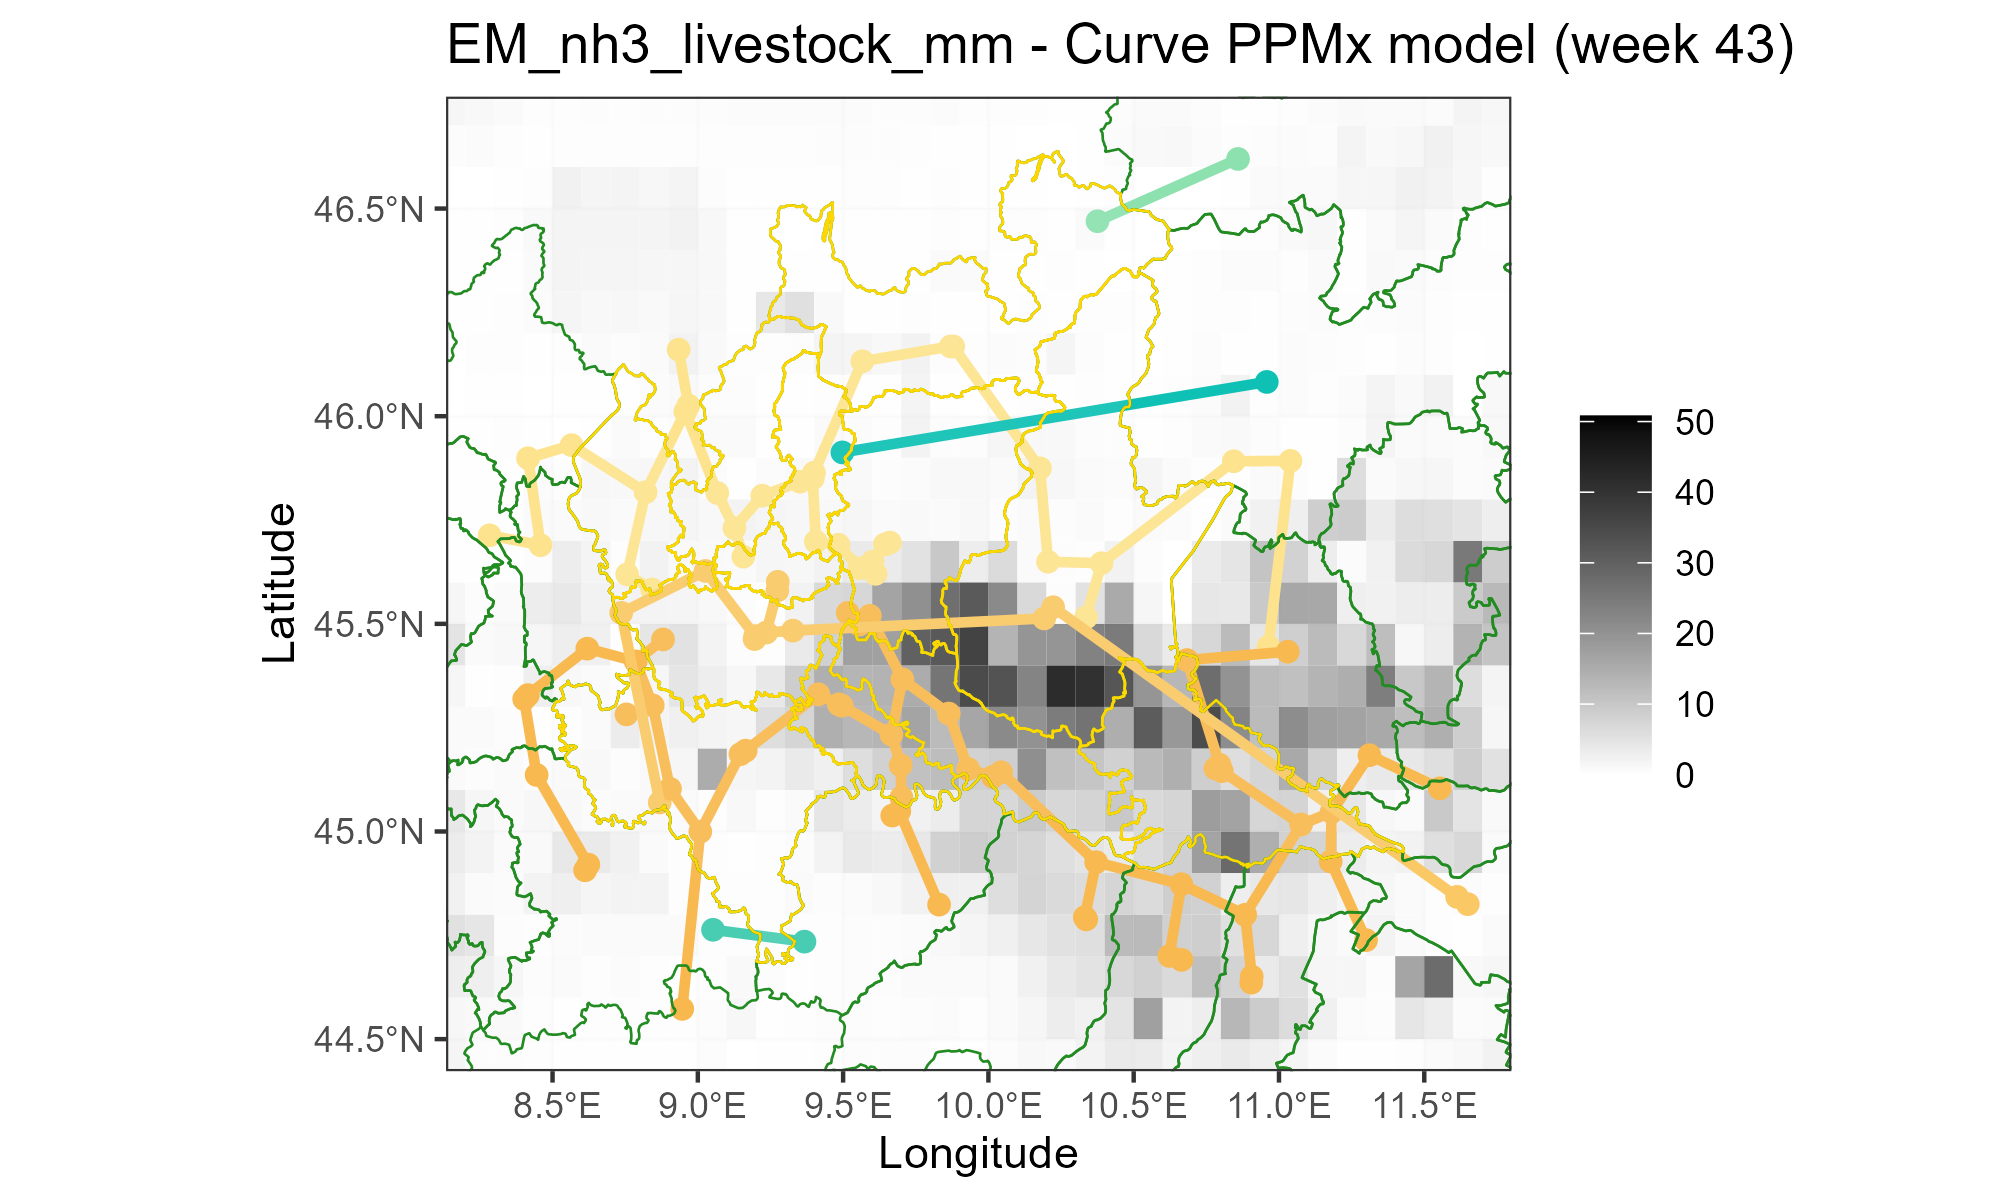 EM_nh3_livestock_mm - Curve PPMx model (week 43)
46.5°N
46.0°N
45.5°N
45.0°N
44.5°N
Latitude
8.5°E
9.0°E
9.5°E
10.0°E
10.5°E
11.0°E
11.5°E
Longitude
50
40
30
20
10
0